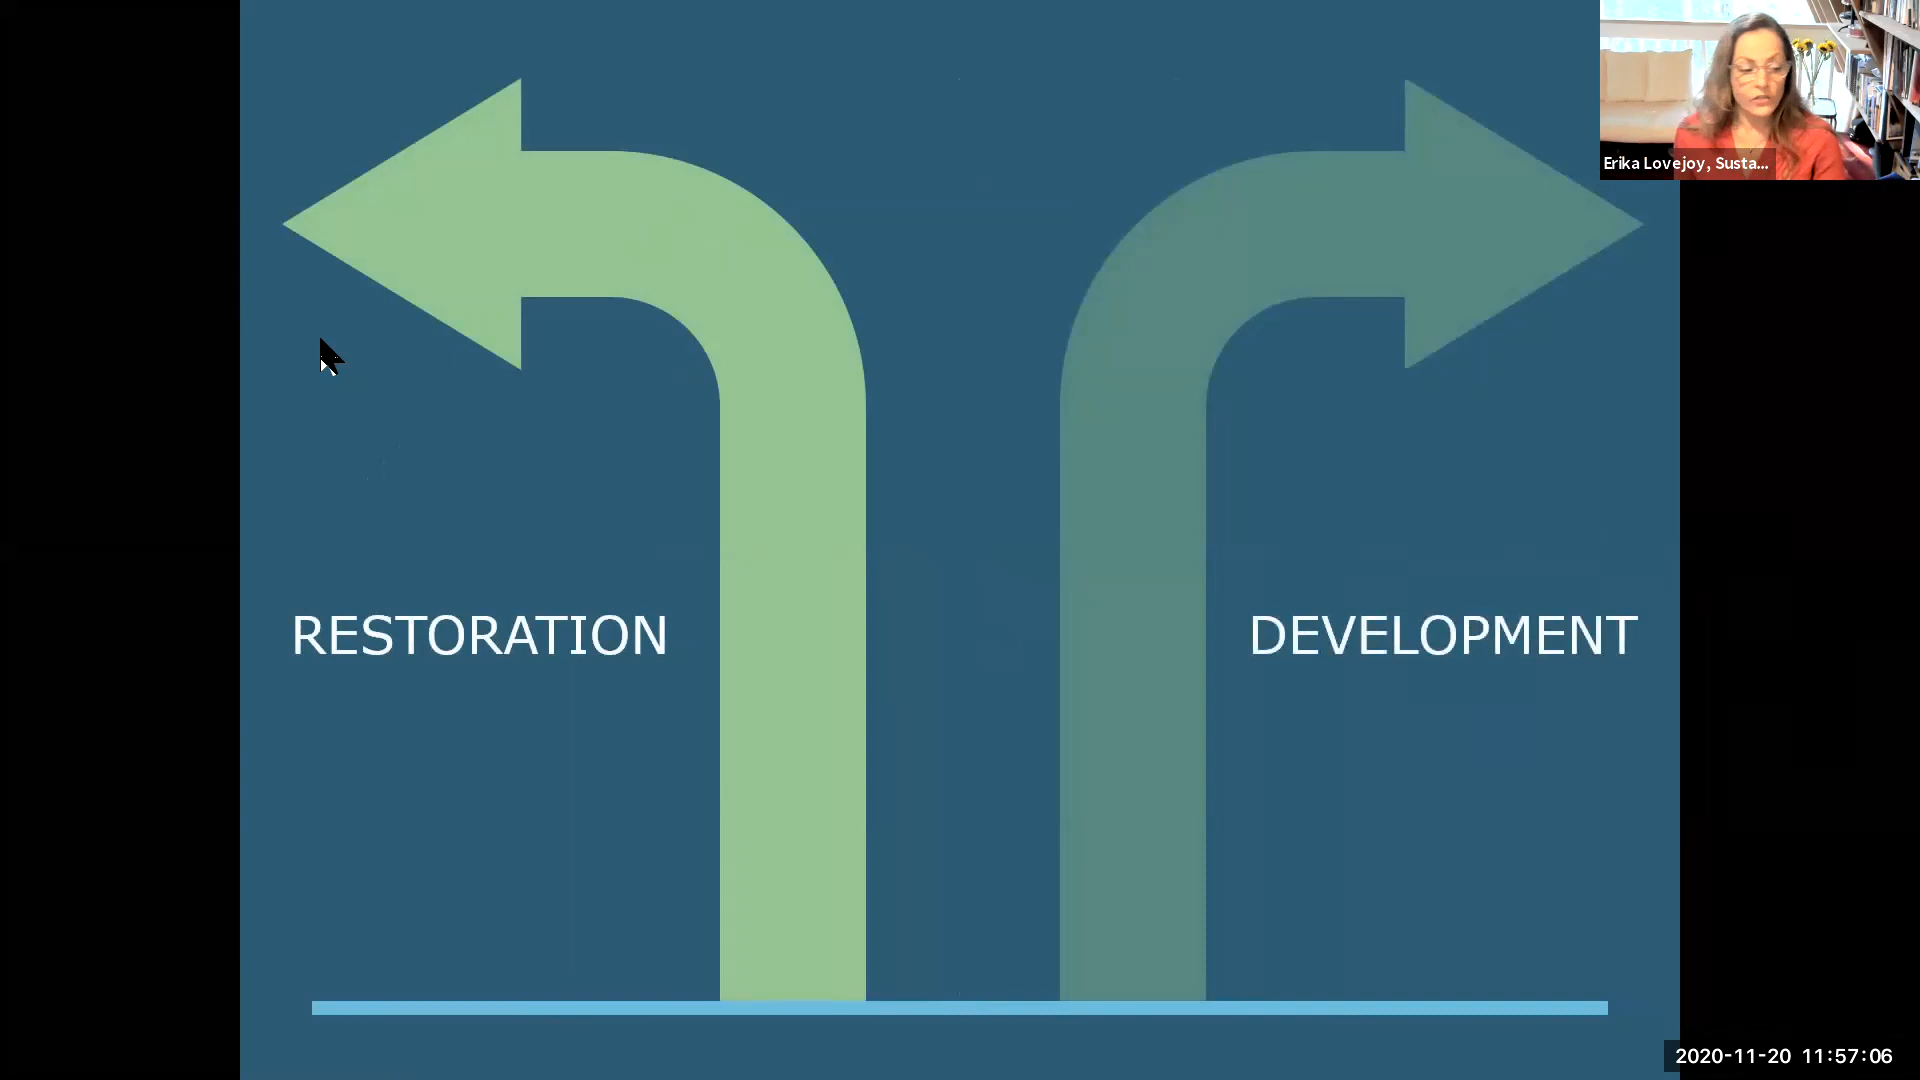 Erika Lovejoy, Susta...
RESTORATION
DEVELOPMENT
2020-11-20 11:57:06